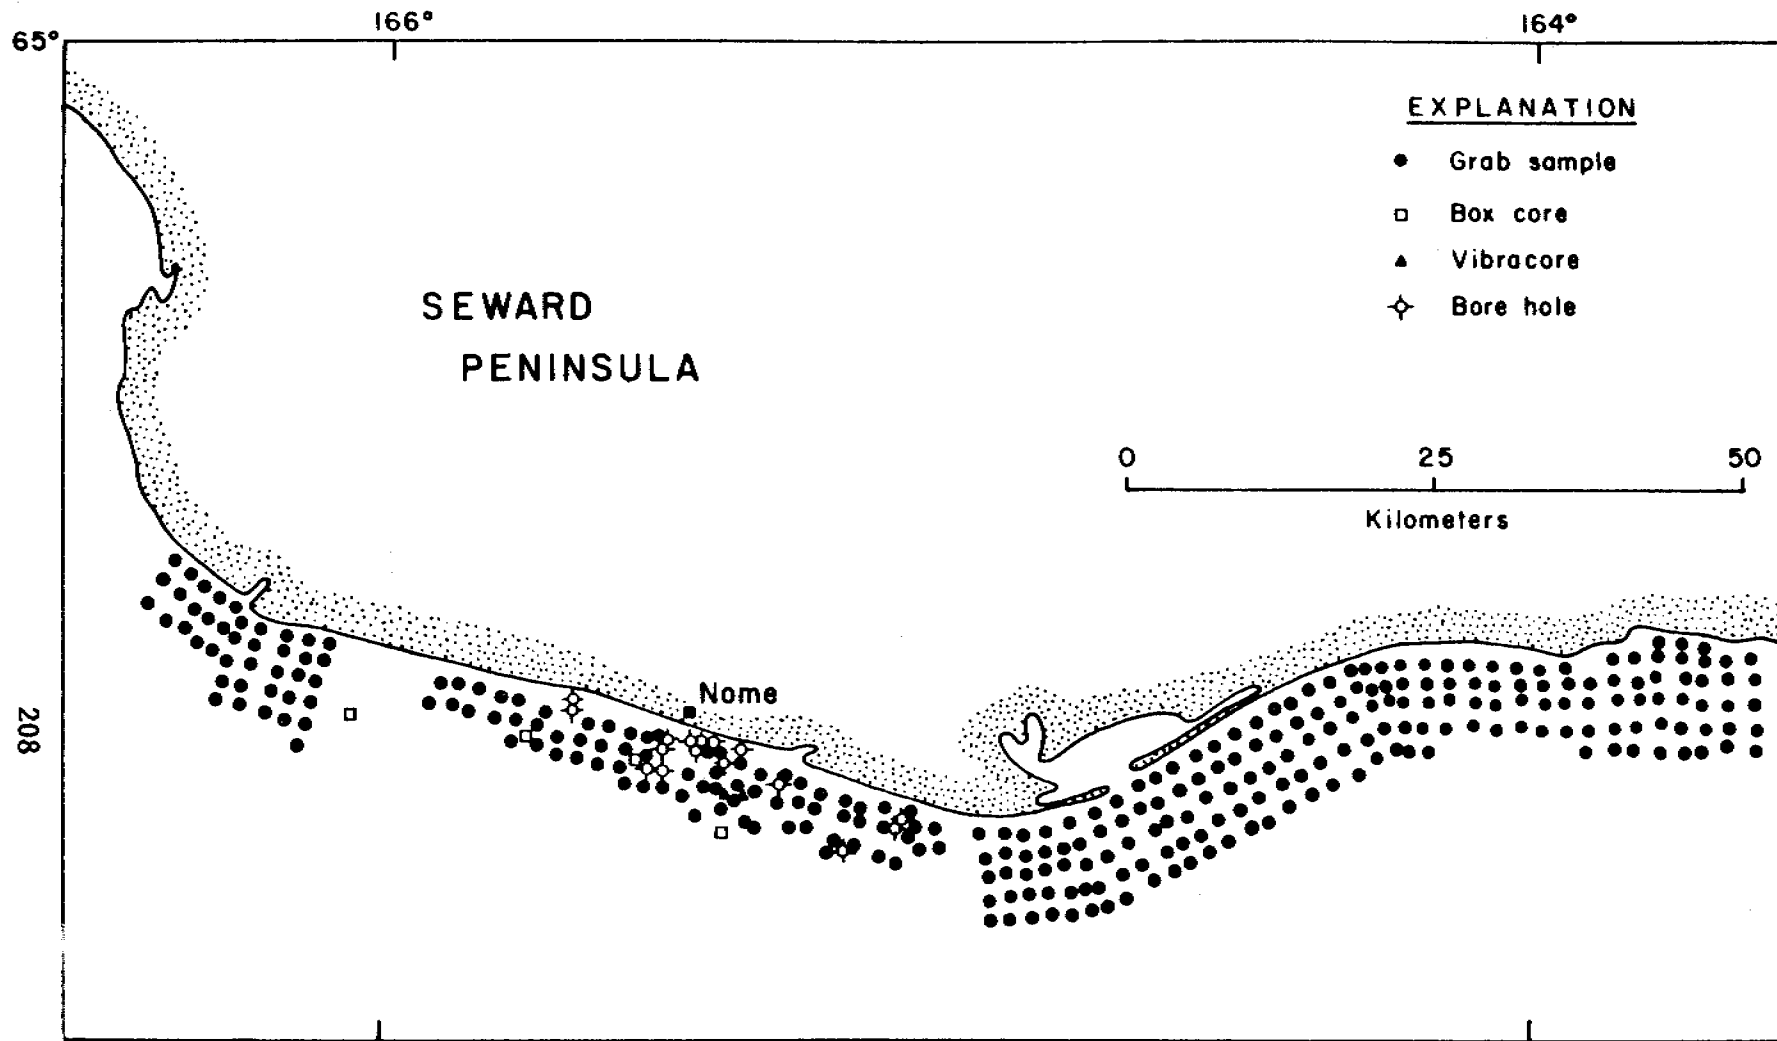 166°
164°
65°
EXPLANATION
Grab sample
Box core
Vibracore
Bore hole
SEWARD
PENINSULA
0 25 50
Kilometers
Nome
208